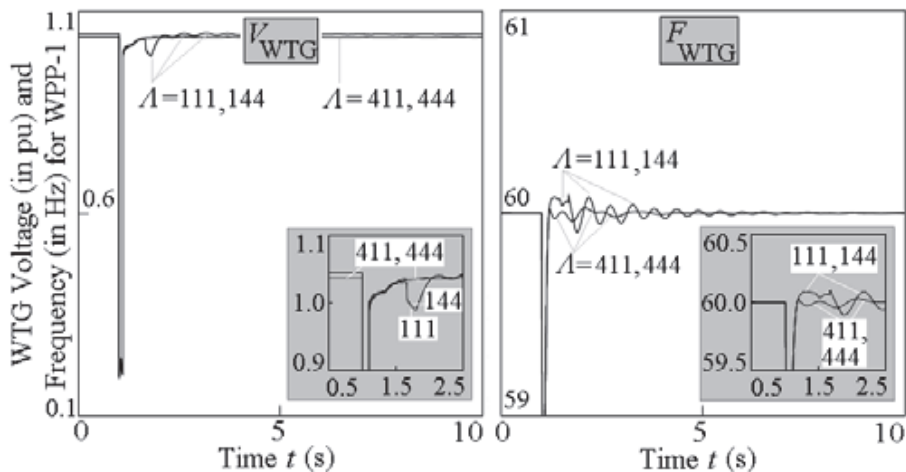 WTG Voltage (in pu) and
Frequency (in Hz) for WPP-1
1.1
0.6
0.1
V WTG
Λ=111,144
Λ=411,444
1.1
1.0
0.9
411,444
144
111
0.5 1.5 2.5
0 5 10
Time t (s)
61
60
59
F WTG
Λ=111,144
Λ=411,444
60.5
60.0
59.5
111,144
411,
444
0.5 1.5 2.5
0 5 10
Time t (s)